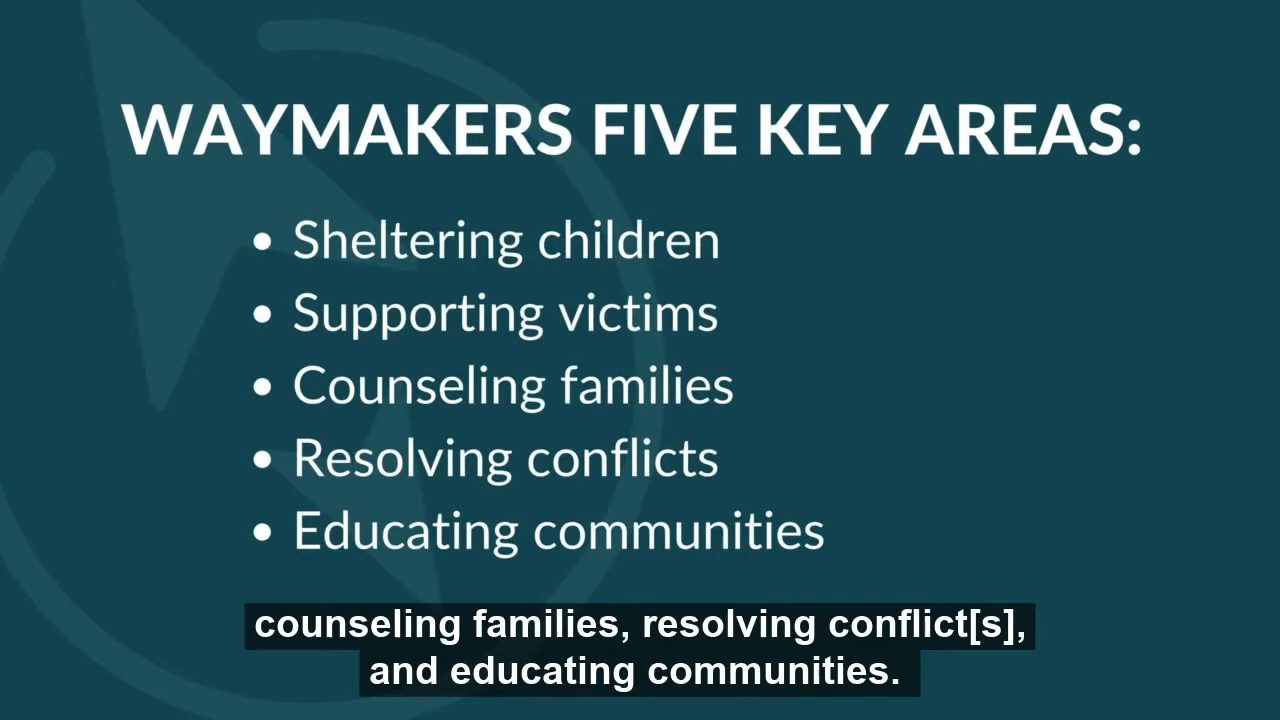 WAYMAKERS FIVE KEY AREAS:
• Sheltering children
• Supporting victims
• Counseling families
• Resolving conflicts
• Educating communities
counseling families, resolving conflict[s],
and educating communities.